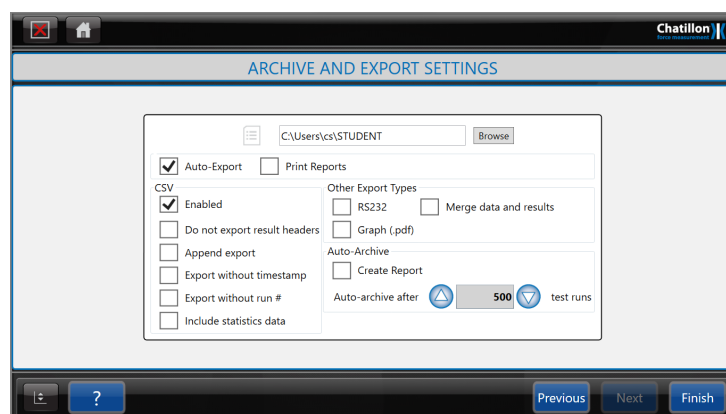 Chatillon
force measurement
ARCHIVE AND EXPORT SETTINGS
C:\Users\cs\STUDENT
Browse
Auto-Export
Print Reports
CSV
Enabled
Do not export result headers
Append export
Export without timestamp
Export without run #
Include statistics data
Other Export Types
RS232
Merge data and results
Graph (.pdf)
Auto-Archive
Create Report
Auto-archive after 500 test runs
?
Previous
Next
Finish